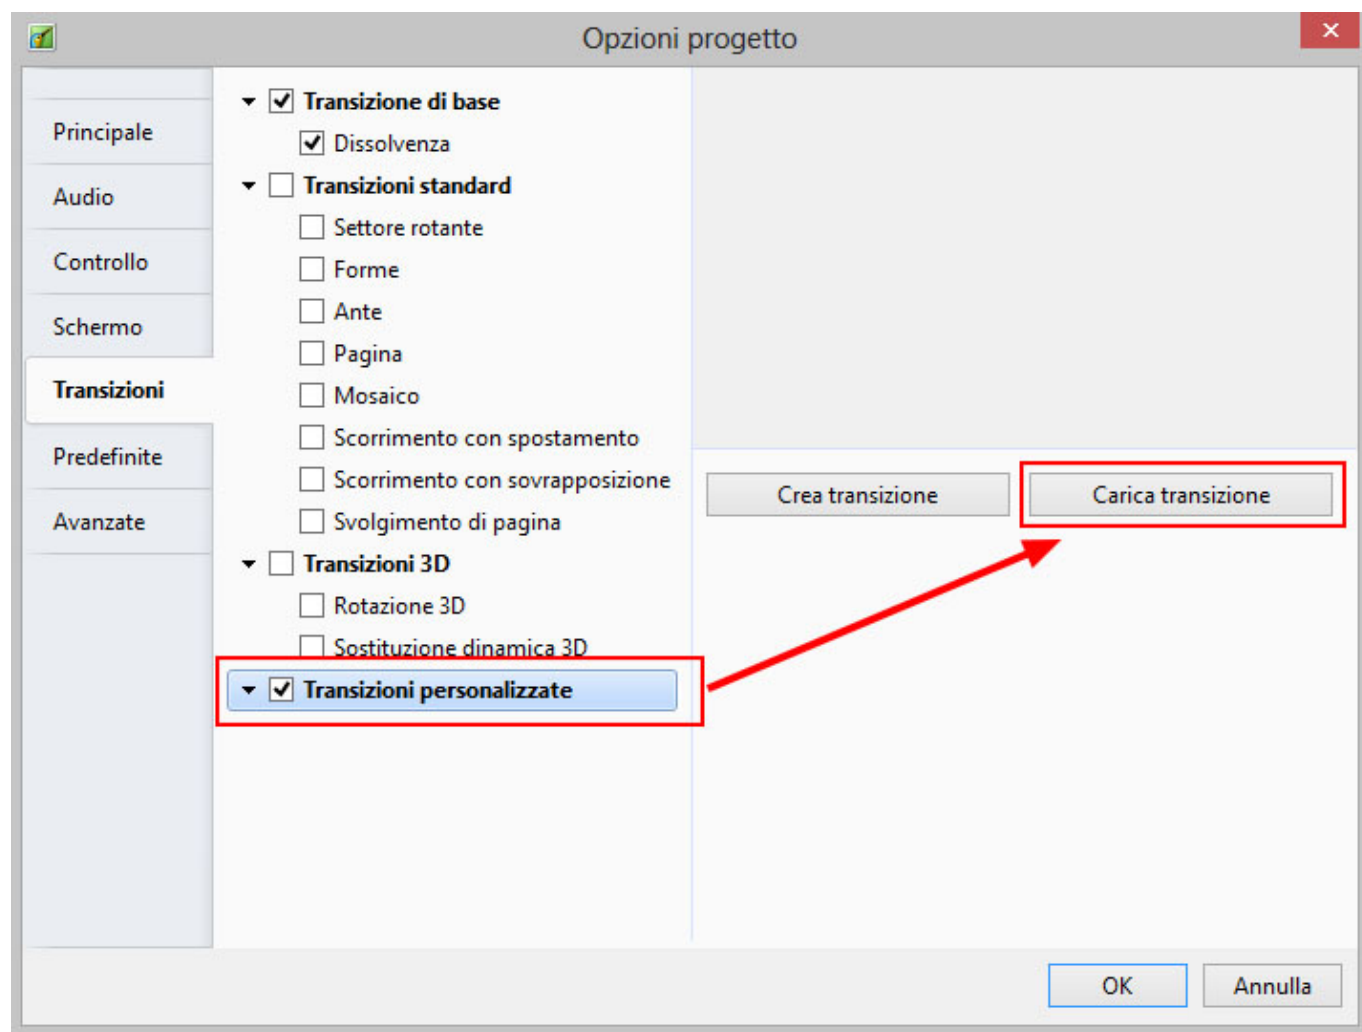 Opzioni progetto
Principale
Audio
Controllo
Schermo
Transizioni
Predefinite
Avanzate
Transizione di base
Dissolvenza
Transizioni standard
Settore rotante
Forme
Ante
Pagina
Mosaico
Scorrimento con spostamento
Scorrimento con sovrapposizione
Svolgimento di pagina
Transizioni 3D
Rotazione 3D
Sostituzione dinamica 3D
Transizioni personalizzate
Crea transizione
Carica transizione
OK
Annulla